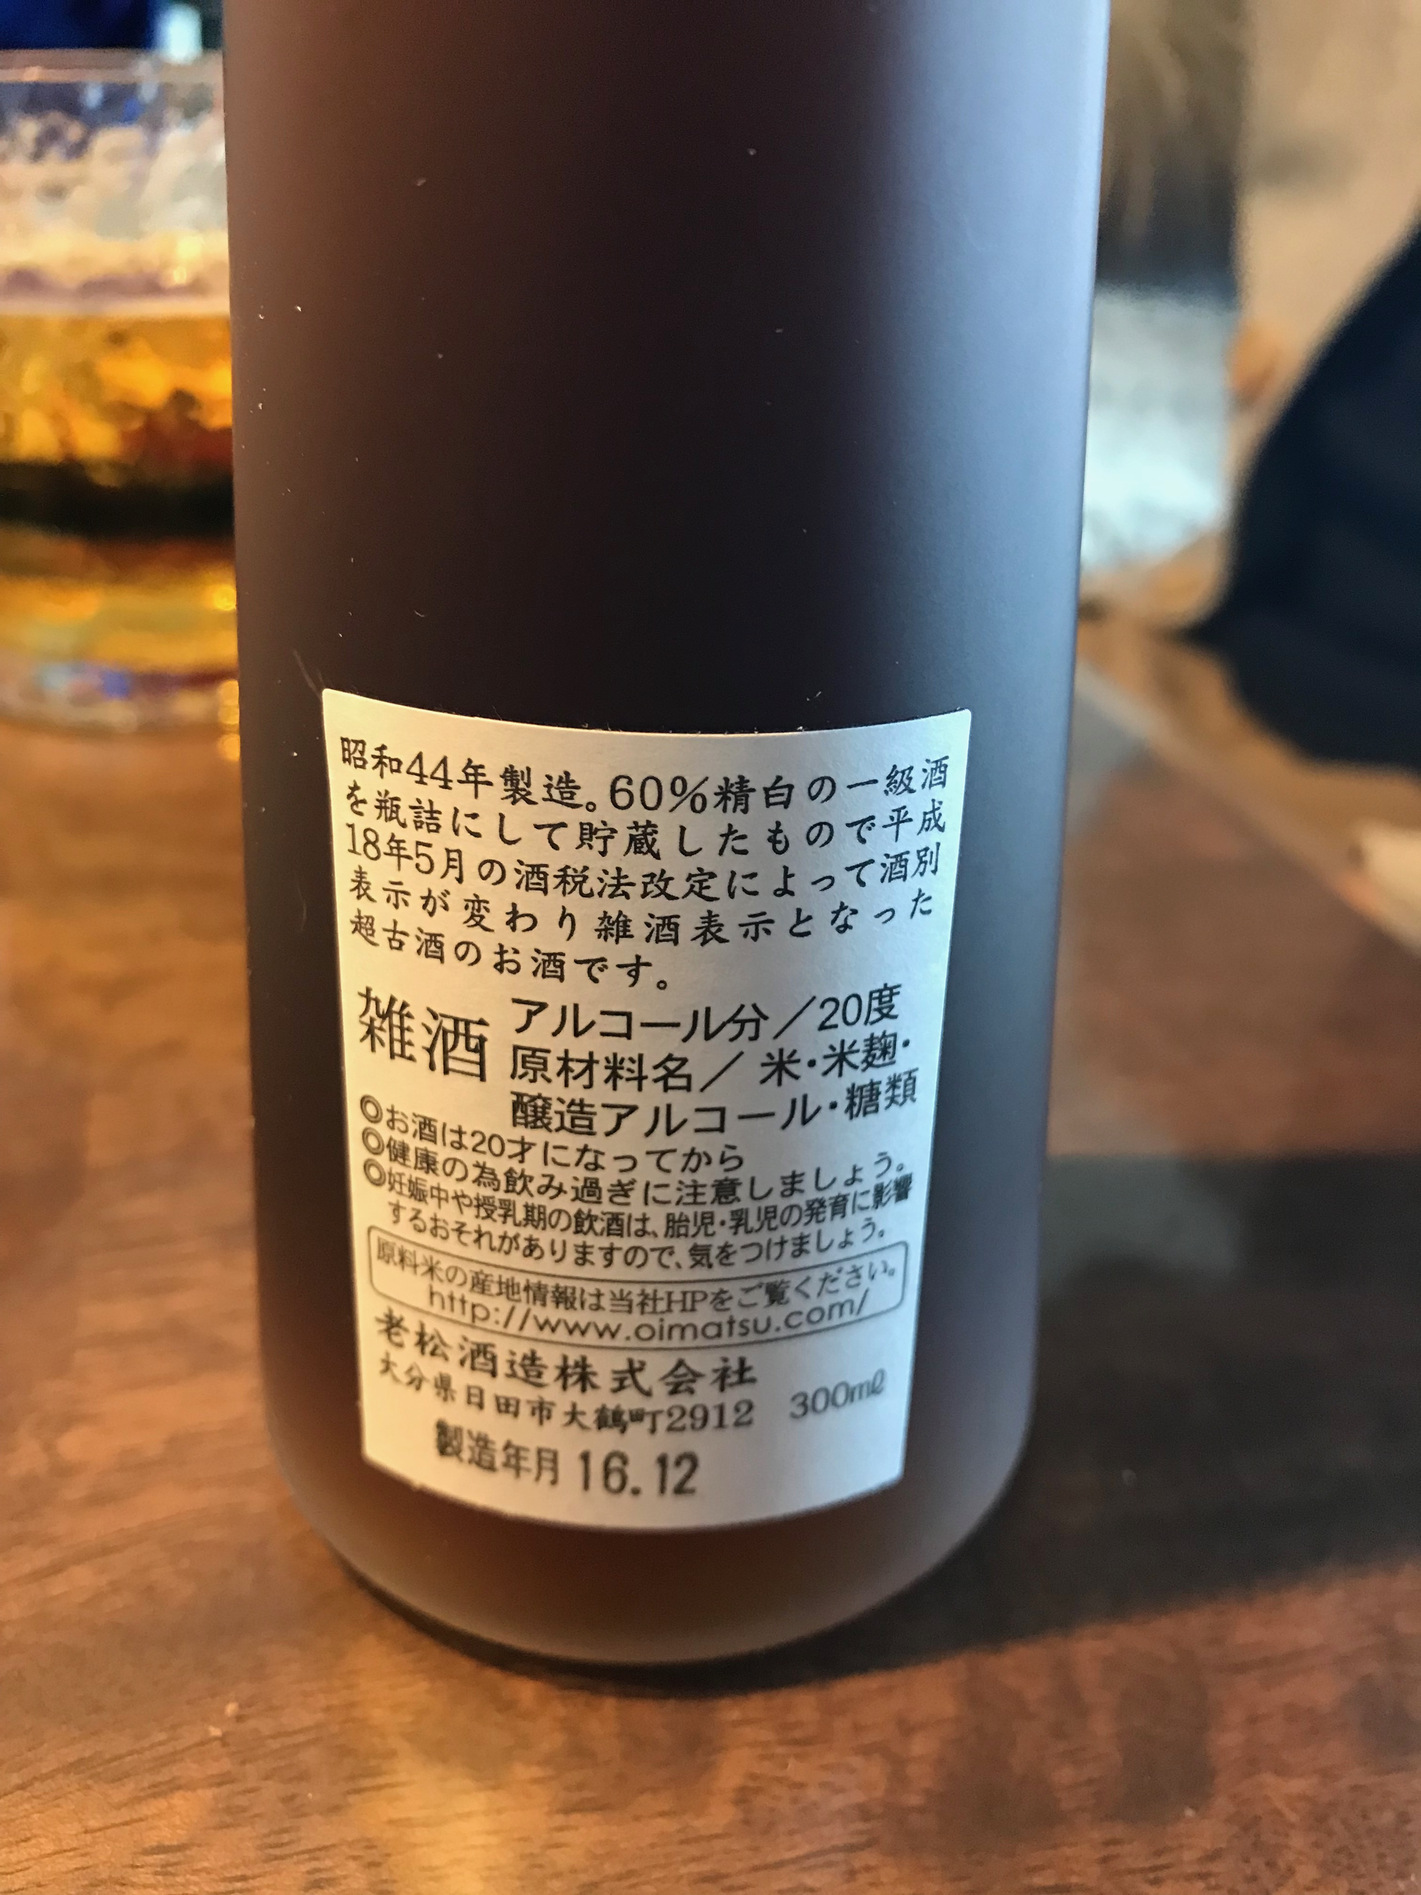 昭和44年製造。60%精白の一級酒
を瓶詰にして貯蔵したもので平成
18年5月の酒税法改定によって酒別
表示が変わり雑酒表示となった
超古酒のお酒です。
雑酒
アルコール分／20度
原材料名／米・米麹・
醸造アルコール・糖類
◎お酒は20才になってから
◎健康の為飲み過ぎに注意しましょう。
◎妊娠中や授乳期の飲酒は、胎児・乳児の発育に影響
するおそれがありますので、気をつけましょう。
原料米の産地情報は当社HPをご覧ください。
http://www.oimatsu.com/
老松酒造株式会社
大分県日田市大鶴町2912 300ml
製造年月 16.12